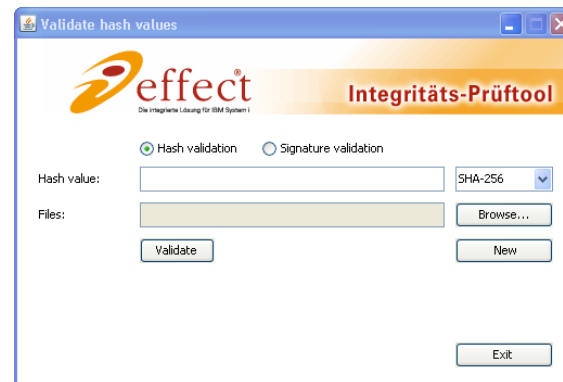 Validate hash values
effect
Die integrierte Lösung für IBM System i
Integritäts-Prüftool
Hash validation
Signature validation
Hash value:
SHA-256
Files:
Browse...
Validate
New
Exit